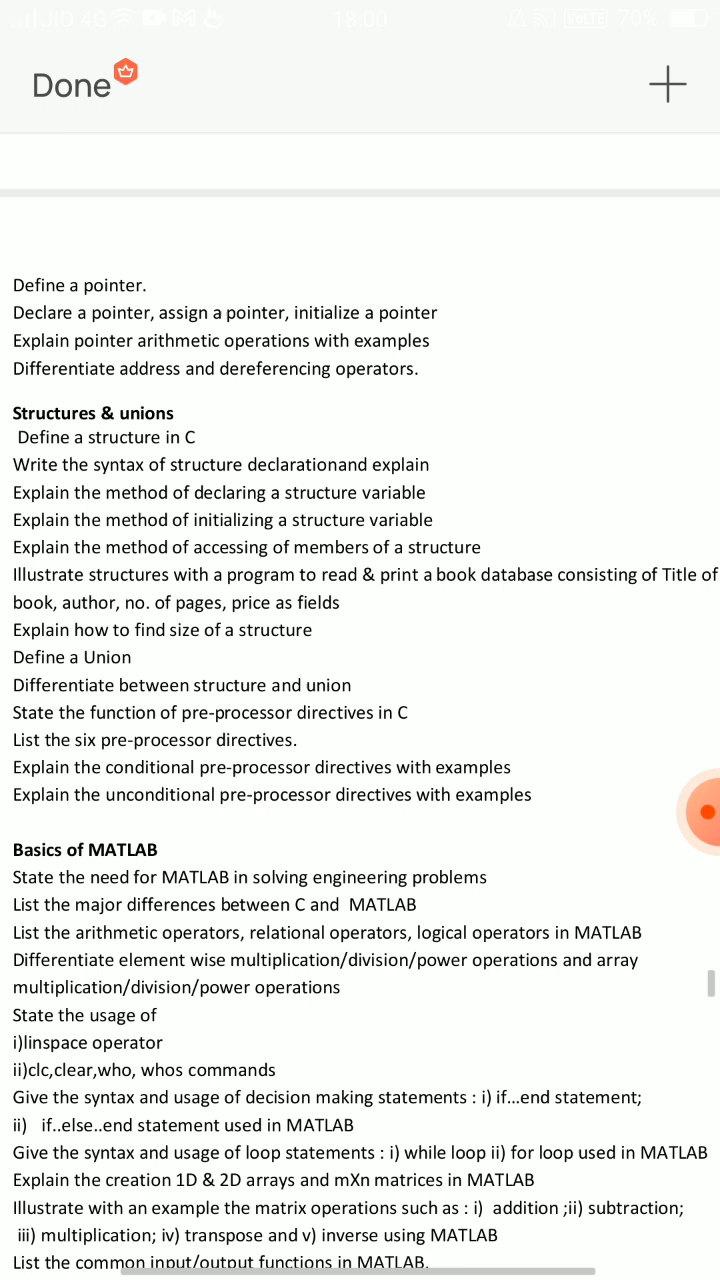 JIO 4G
18.00
VoLTE 70%
Done
Define a pointer.
Declare a pointer, assign a pointer, initialize a pointer
Explain pointer arithmetic operations with examples
Differentiate address and dereferencing operators.
Structures & unions
Define a structure in C
Write the syntax of structure declarationand explain
Explain the method of declaring a structure variable
Explain the method of initializing a structure variable
Explain the method of accessing of members of a structure
Illustrate structures with a program to read & print a book database consisting of Title of
book, author, no. of pages, price as fields
Explain how to find size of a structure
Define a Union
Differentiate between structure and union
State the function of pre-processor directives in C
List the six pre-processor directives.
Explain the conditional pre-processor directives with examples
Explain the unconditional pre-processor directives with examples
Basics of MATLAB
State the need for MATLAB in solving engineering problems
List the major differences between C and MATLAB
List the arithmetic operators, relational operators, logical operators in MATLAB
Differentiate element wise multiplication/division/power operations and array
multiplication/division/power operations
State the usage of
i)linspace operator
ii)clc,clear,who, whos commands
Give the syntax and usage of decision making statements : i) if...end statement;
ii) if..else..end statement used in MATLAB
Give the syntax and usage of loop statements : i) while loop ii) for loop used in MATLAB
Explain the creation 1D & 2D arrays and mXn matrices in MATLAB
Illustrate with an example the matrix operations such as : i) addition ;ii) subtraction;
iii) multiplication; iv) transpose and v) inverse using MATLAB
List the common input/output functions in MATLAB.